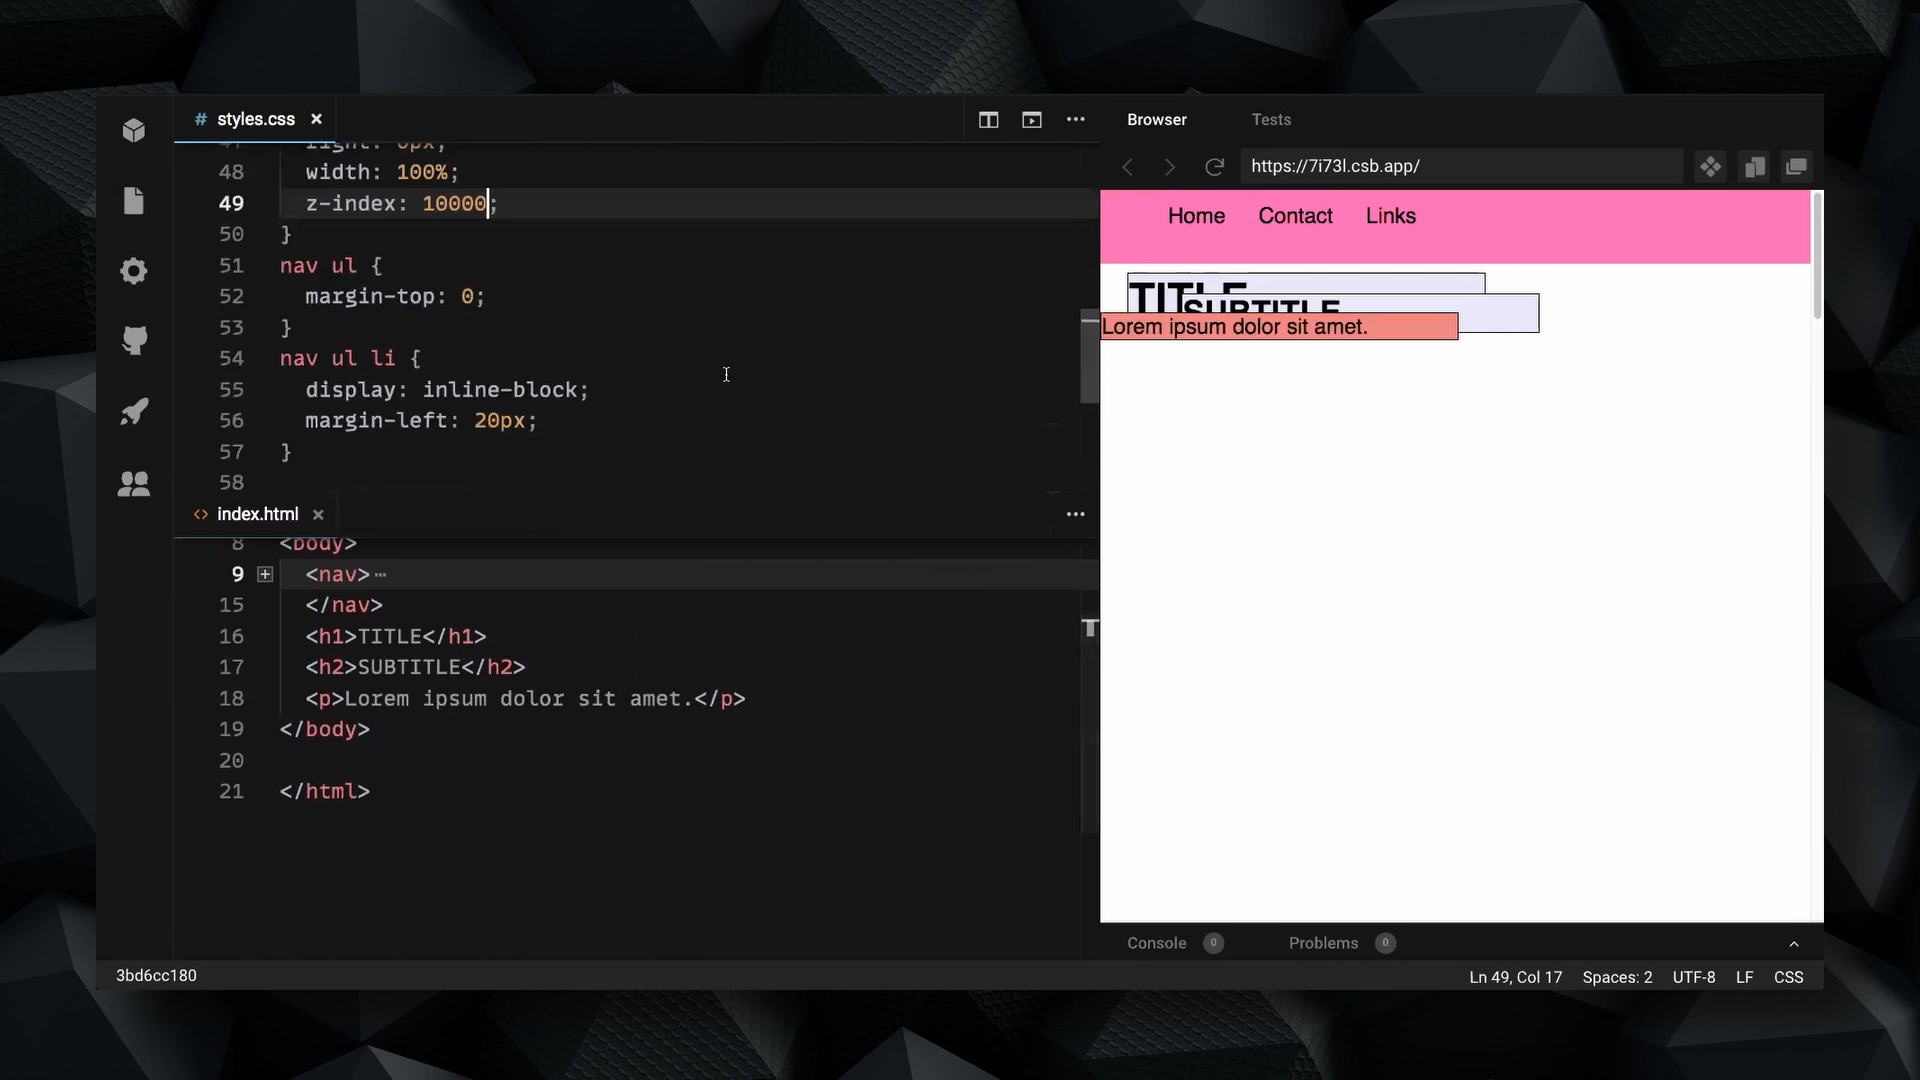 # styles.css ×
48 width: 100%;
49 z-index: 10000;
50 }
51 nav ul {
52 margin-top: 0;
53 }
54 nav ul li {
55 display: inline-block;
56 margin-left: 20px;
57 }
58
<> index.html ×
8 <body>
9 <nav>…
15 </nav>
16 <h1>TITLE</h1>
17 <h2>SUBTITLE</h2>
18 <p>Lorem ipsum dolor sit amet.</p>
19 </body>
20
21 </html>
Browser Tests
https://7i73l.csb.app/
Home Contact Links
TITLE
SUBTITLE
Lorem ipsum dolor sit amet.
Console 0 Problems 0
3bd6cc180
Ln 49, Col 17 Spaces: 2 UTF-8 LF CSS